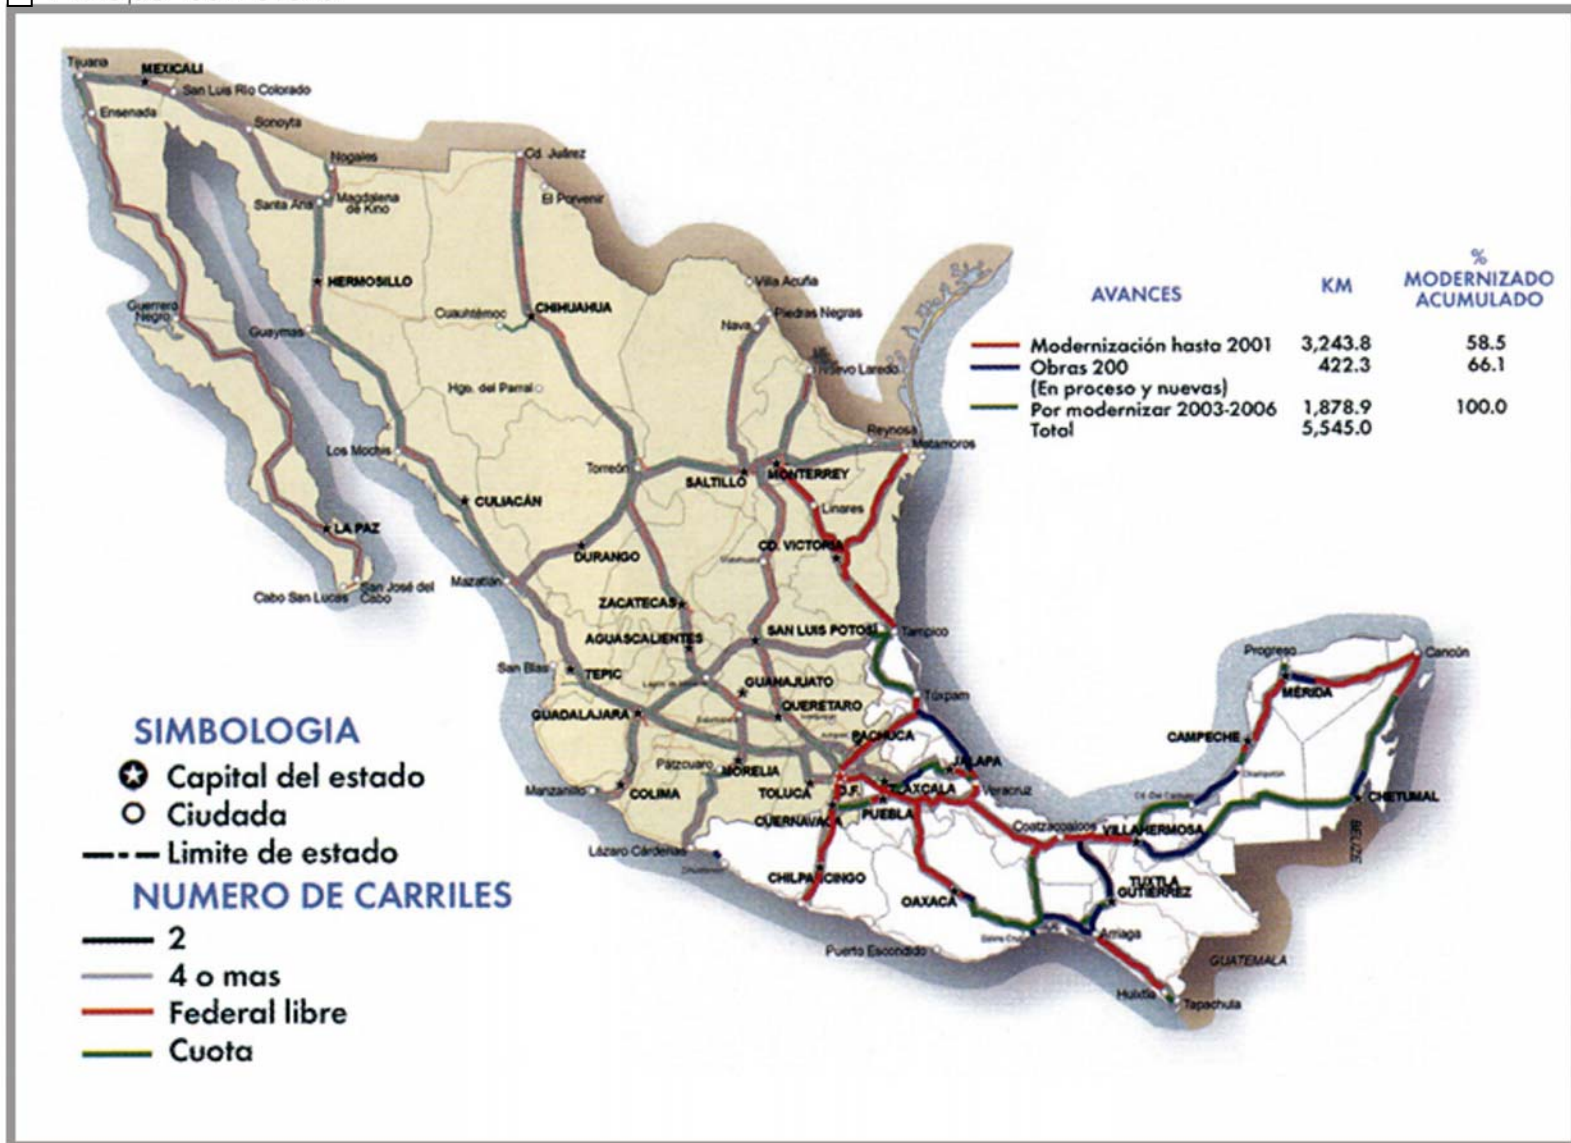 Tijuana
MEXICALI
San Luis Río Colorado
Ensenada
Sonoyta
Nogales
Cd. Juárez
Santa Ana
Magdalena
de Kino
El Porvenir
HERMOSILLO
Villa Acuña
Guerrero
Negro
Guaymas
Cuauhtémoc
CHIHUAHUA
Piedras Negras
Nava
Nuevo Laredo
Hgo. del Parral
Reynosa
Matamoros
Los Mochis
Torreón
SALTILLO
MONTERREY
CULIACÁN
Linares
LA PAZ
CD. VICTORIA
DURANGO
Mazatlán
Cabo San Lucas
San José del
Cabo
ZACATECAS
AGUASCALIENTES
SAN LUIS POTOSÍ
Tampico
San Blas
TEPIC
GUANAJUATO
Túxpam
GUADALAJARA
QUERETARO
PACHUCA
Pátzcuaro
MORELIA
JALAPA
Manzanillo
COLIMA
TOLUCA
D.F.
TLAXCALA
Veracruz
CUERNAVACA
PUEBLA
Lázaro Cárdenas
Coatzacoalcos
VILLAHERMOSA
CHILPANCINGO
OAXACA
TUXTLA
GUTIERREZ
Puerto Escondido
Arriaga
GUATEMALA
Huixtla
Tapachula
Progreso
Cancún
MÉRIDA
CAMPECHE
Champotón
CHETUMAL
BELIZE
AVANCES
KM
%
MODERNIZADO
ACUMULADO
Modernización hasta 2001 3,243.8 58.5
Obras 200 422.3 66.1
(En proceso y nuevas)
Por modernizar 2003-2006 1,878.9 100.0
Total 5,545.0
SIMBOLOGIA
Capital del estado
Ciudada
Limite de estado
NUMERO DE CARRILES
2
4 o mas
Federal libre
Cuota